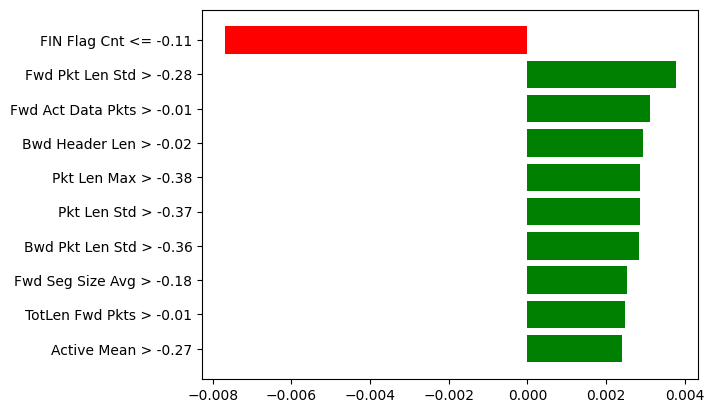 FIN Flag Cnt <= -0.11
Fwd Pkt Len Std > -0.28
Fwd Act Data Pkts > -0.01
Bwd Header Len > -0.02
Pkt Len Max > -0.38
Pkt Len Std > -0.37
Bwd Pkt Len Std > -0.36
Fwd Seg Size Avg > -0.18
TotLen Fwd Pkts > -0.01
Active Mean > -0.27
−0.008 −0.006 −0.004 −0.002 0.000 0.002 0.004